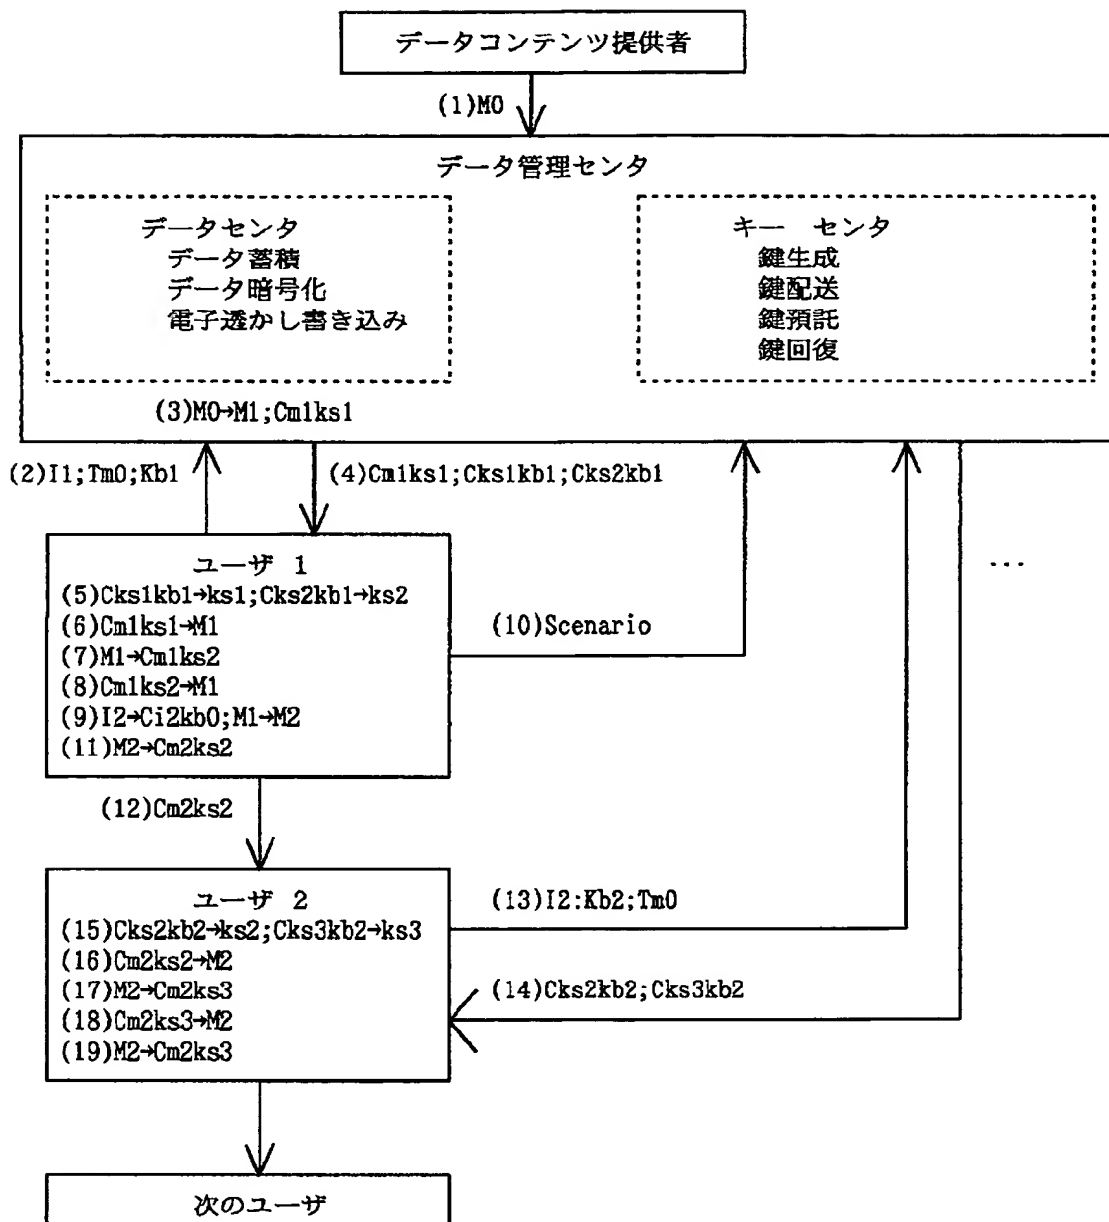 データコンテンツ提供者
(1)M0
データ管理センタ
データセンタ
データ蓄積
データ暗号化
電子透かし書き込み
キー センタ
鍵生成
鍵配送
鍵預託
鍵回復
(3)M0→M1;Cm1ks1
(2)I1;Tm0;Kb1
(4)Cm1ks1;Cks1kb1;Cks2kb1
ユーザ 1
(5)Cks1kb1→ks1;Cks2kb1→ks2
(6)Cm1ks1→M1
(7)M1→Cm1ks2
(8)Cm1ks2→M1
(9)I2→Ci2kb0;M1→M2
(11)M2→Cm2ks2
(10)Scenario
...
(12)Cm2ks2
ユーザ 2
(15)Cks2kb2→ks2;Cks3kb2→ks3
(16)Cm2ks2→M2
(17)M2→Cm2ks3
(18)Cm2ks3→M2
(19)M2→Cm2ks3
(13)I2:Kb2;Tm0
(14)Cks2kb2;Cks3kb2
次のユーザ